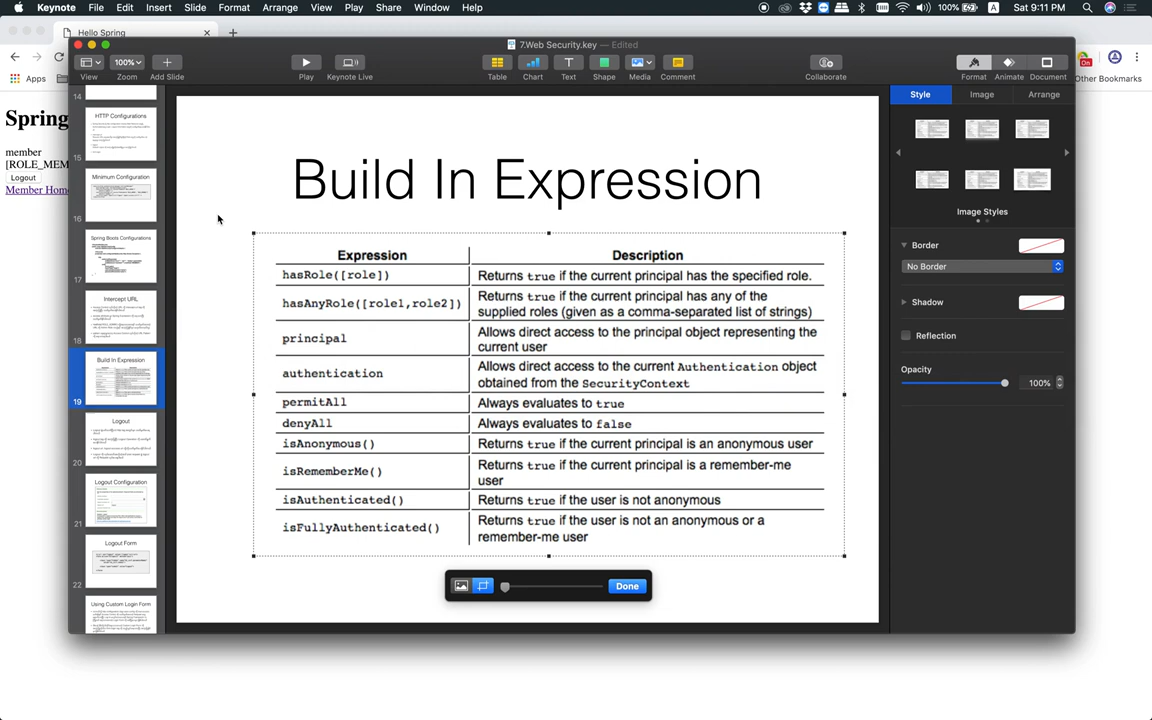 Keynote File Edit Insert Slide Format Arrange View Play Share Window Help 100% A Sat 9:11 PM
Hello Spring
7.Web Security.key — Edited
100%
View Zoom Add Slide Play Keynote Live Table Chart Text Shape Media Comment Collaborate Format Animate Document
Apps
Other Bookmarks
On
Style Image Arrange
Spring
member
[ROLE_MEM
Logout
Member Home
14
HTTP Configurations
15
Minimum Configuration
16
Spring Boots Configurations
17
Intercept URL
18
Build In Expression
19
Logout
20
Logout Configuration
21
Logout Form
22
Using Custom Login Form
Build In Expression
Expression Description
hasRole([role]) Returns true if the current principal has the specified role.
hasAnyRole([role1,role2]) Returns true if the current principal has any of the
supplied roles (given as a comma-separated list of strings)
principal Allows direct access to the principal object representing the
current user
authentication Allows direct access to the current Authentication object
obtained from the SecurityContext
permitAll Always evaluates to true
denyAll Always evaluates to false
isAnonymous() Returns true if the current principal is an anonymous user
isRememberMe() Returns true if the current principal is a remember-me
user
isAuthenticated() Returns true if the user is not anonymous
isFullyAuthenticated() Returns true if the user is not an anonymous or a
remember-me user
Done
Image Styles
Border
No Border
Shadow
Reflection
Opacity
100%